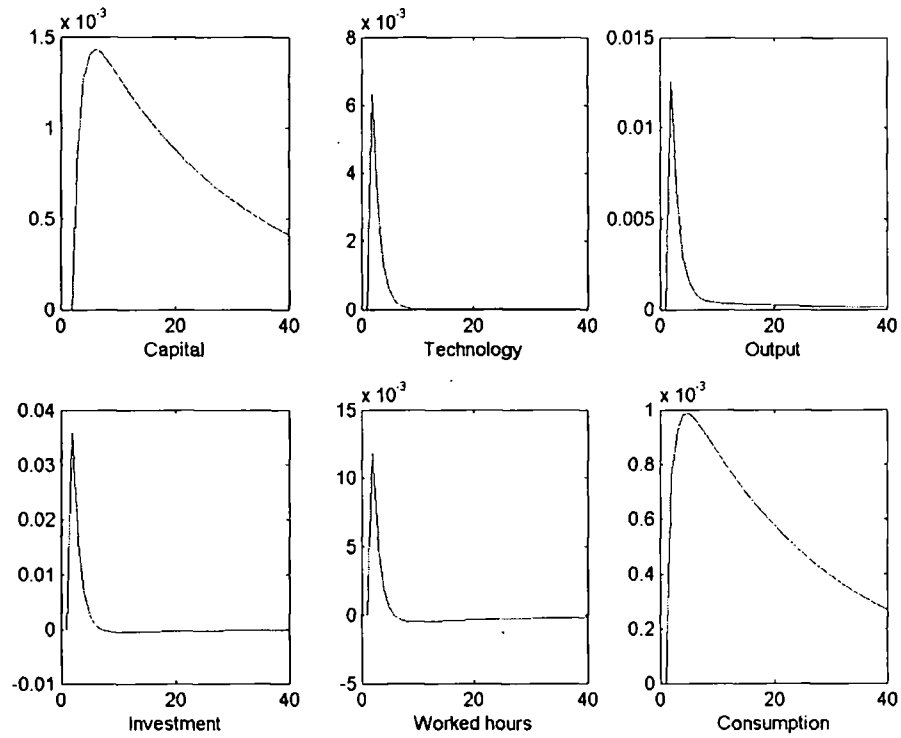 x 10^-3
1.5
1
0.5
0
0 20 40
Capital
x 10^-3
8
6
4
2
0
0 20 40
Technology
0.015
0.01
0.005
0
0 20 40
Output
0.04
0.03
0.02
0.01
0
-0.01
0 20 40
Investment
x 10^-3
15
10
5
0
-5
0 20 40
Worked hours
x 10^-3
1
0.8
0.6
0.4
0.2
0
0 20 40
Consumption